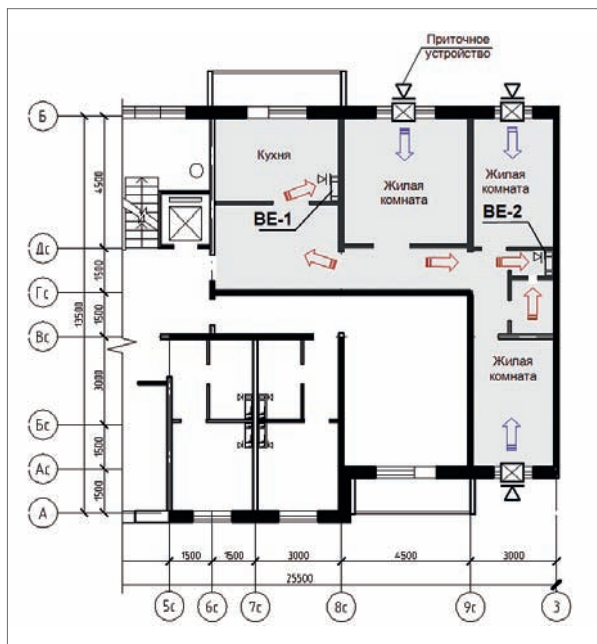 Приточное
устройство
Б
Кухня
Жилая
комната
Жилая
комната
ВЕ-1
ВЕ-2
4500
Дс
1500
Гс
13500
1500
Вс
3000
Жилая
комната
Бс
1500
Ас
1500
А
1500
1500
3000
4500
3000
25500
5с
6с
7с
8с
9с
3